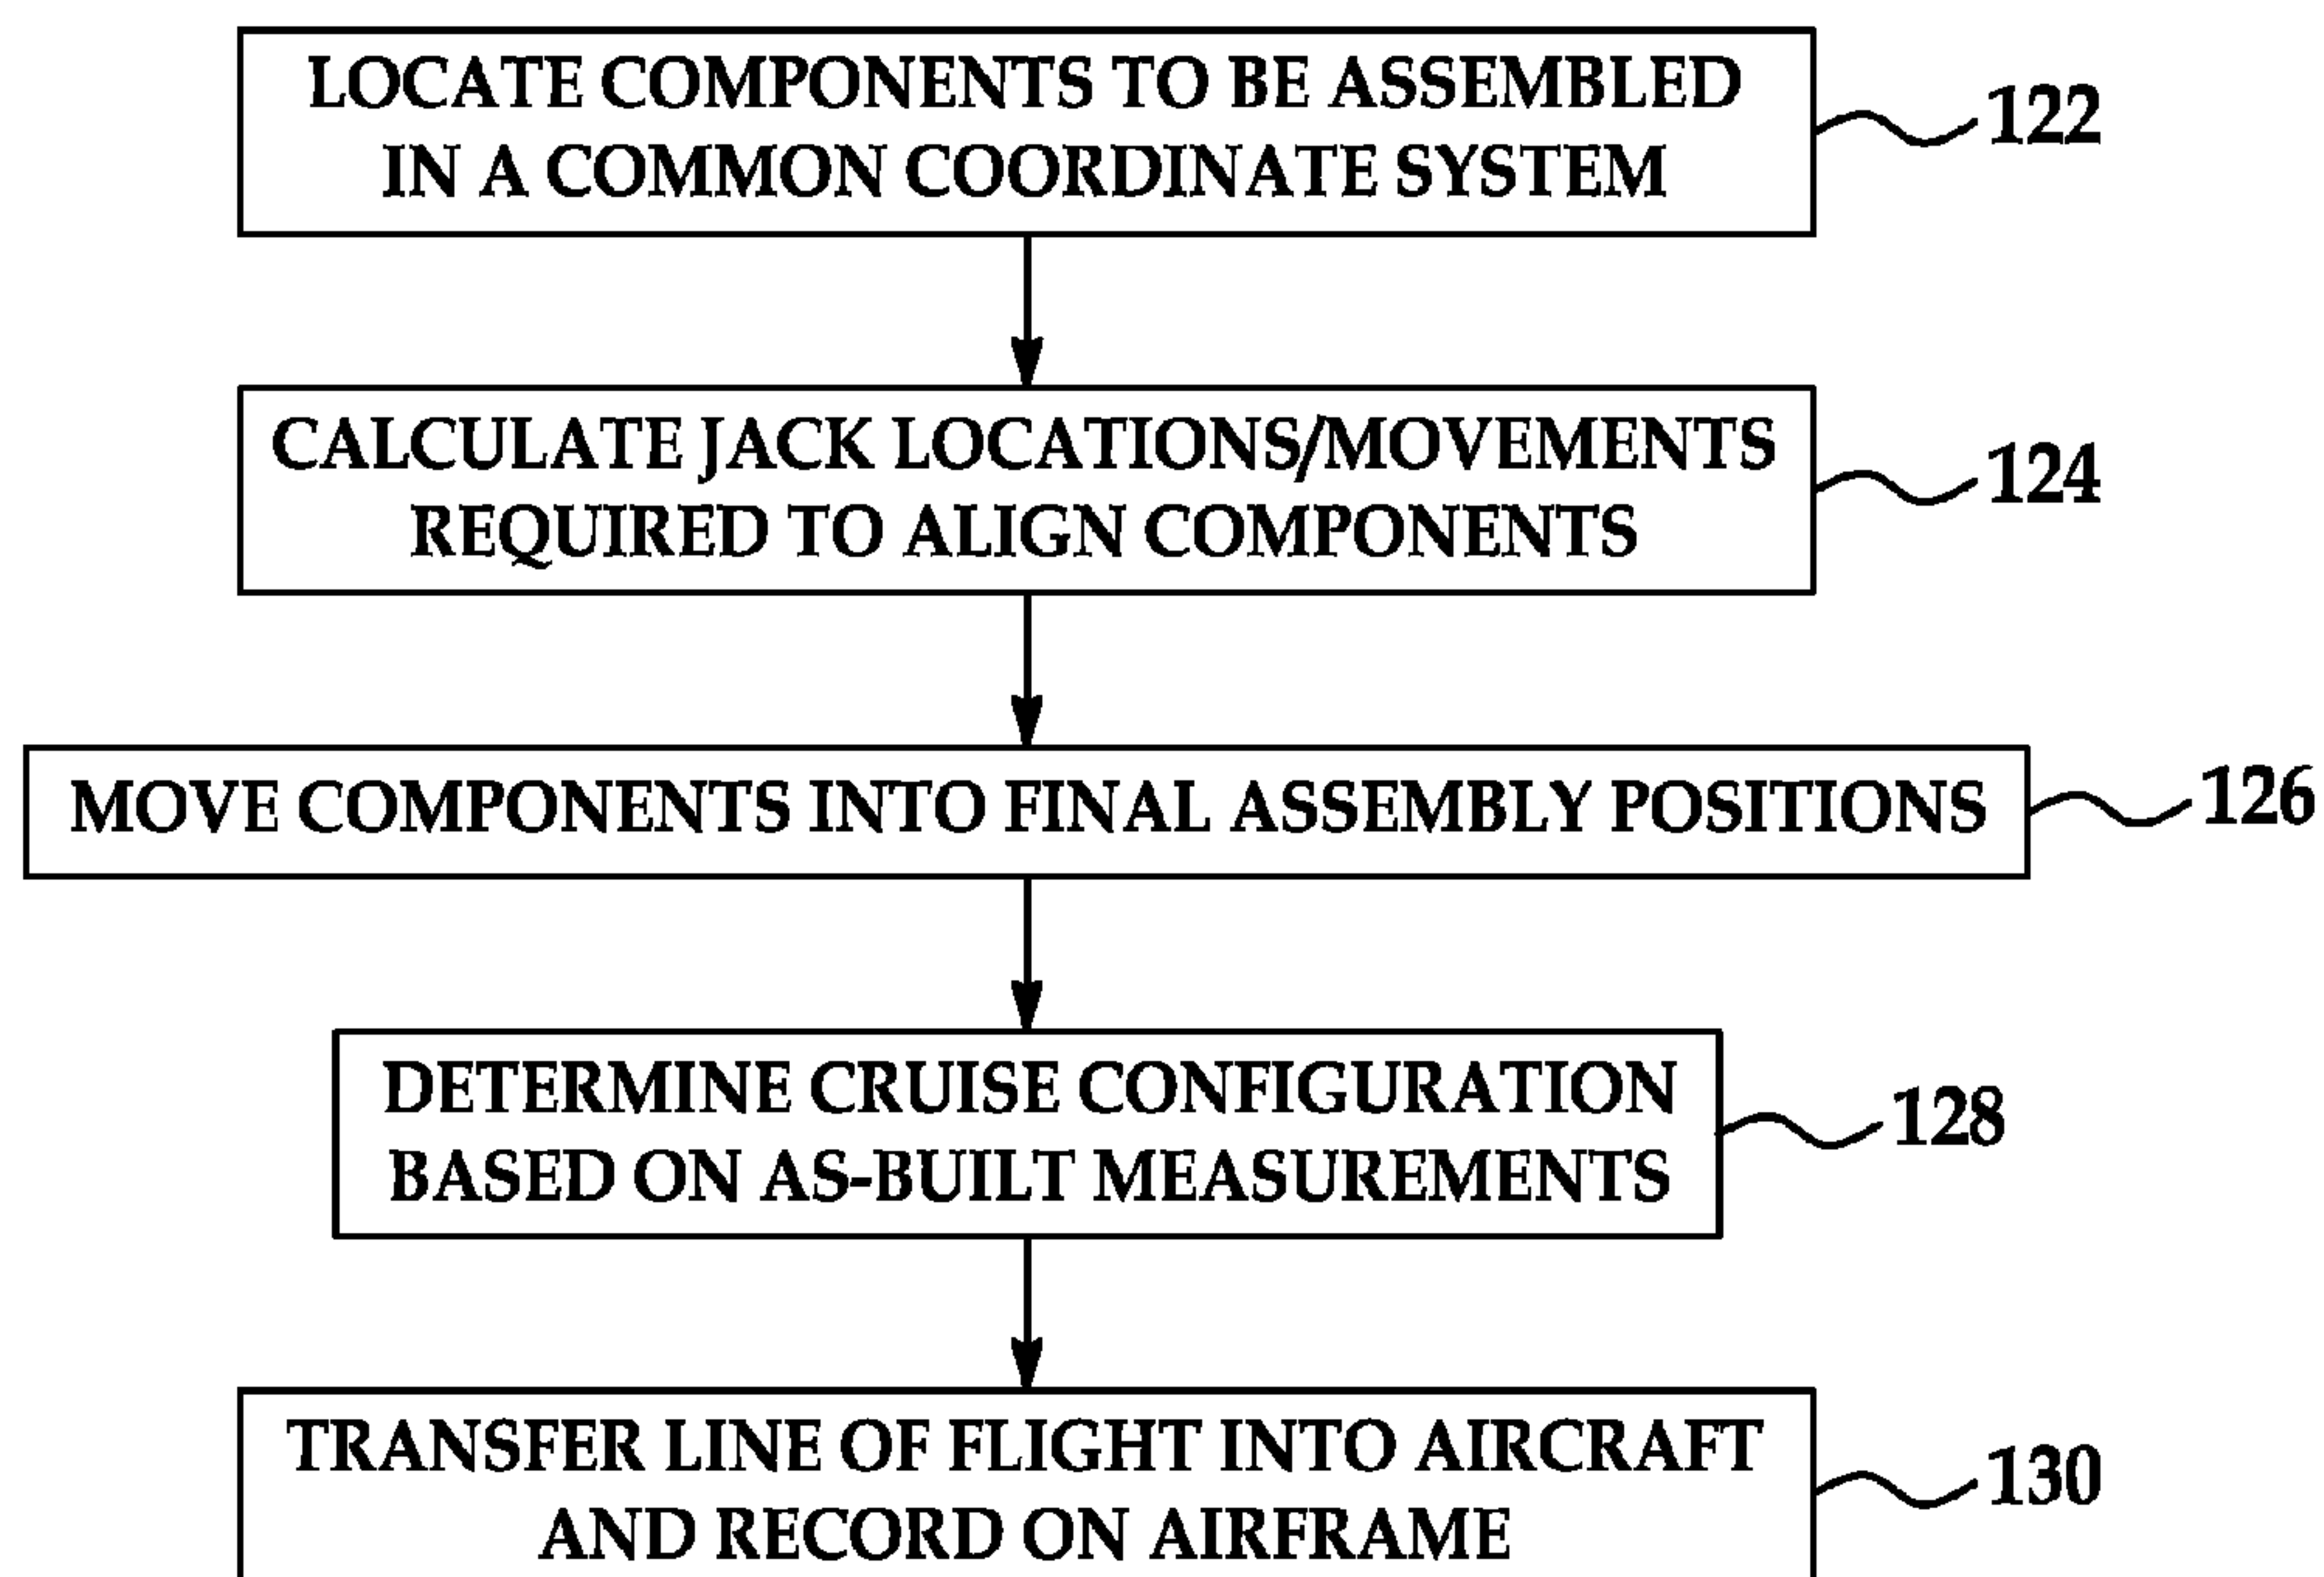 LOCATE COMPONENTS TO BE ASSEMBLED
IN A COMMON COORDINATE SYSTEM
122
CALCULATE JACK LOCATIONS/MOVEMENTS
REQUIRED TO ALIGN COMPONENTS
124
MOVE COMPONENTS INTO FINAL ASSEMBLY POSITIONS
126
DETERMINE CRUISE CONFIGURATION
BASED ON AS-BUILT MEASUREMENTS
128
TRANSFER LINE OF FLIGHT INTO AIRCRAFT
AND RECORD ON AIRFRAME
130